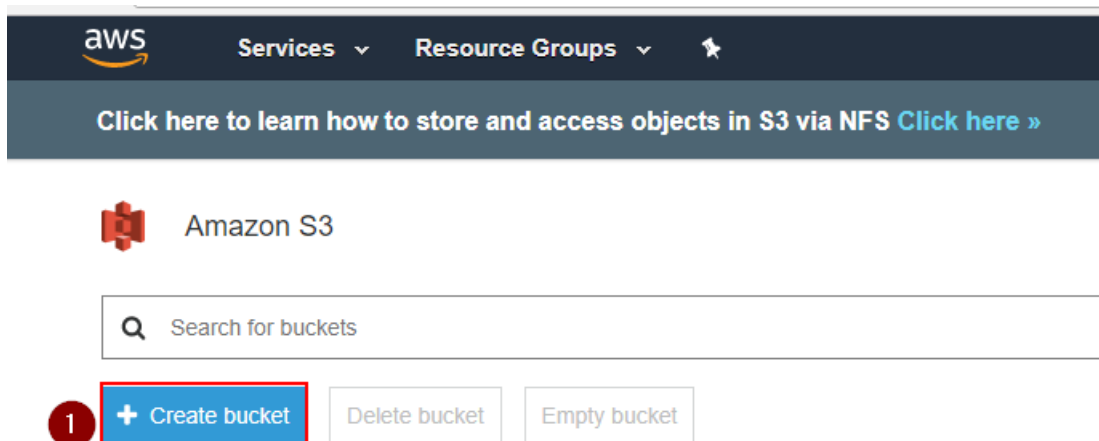 aws Services Resource Groups
Click here to learn how to store and access objects in S3 via NFS Click here »
Amazon S3
Search for buckets
1 + Create bucket Delete bucket Empty bucket